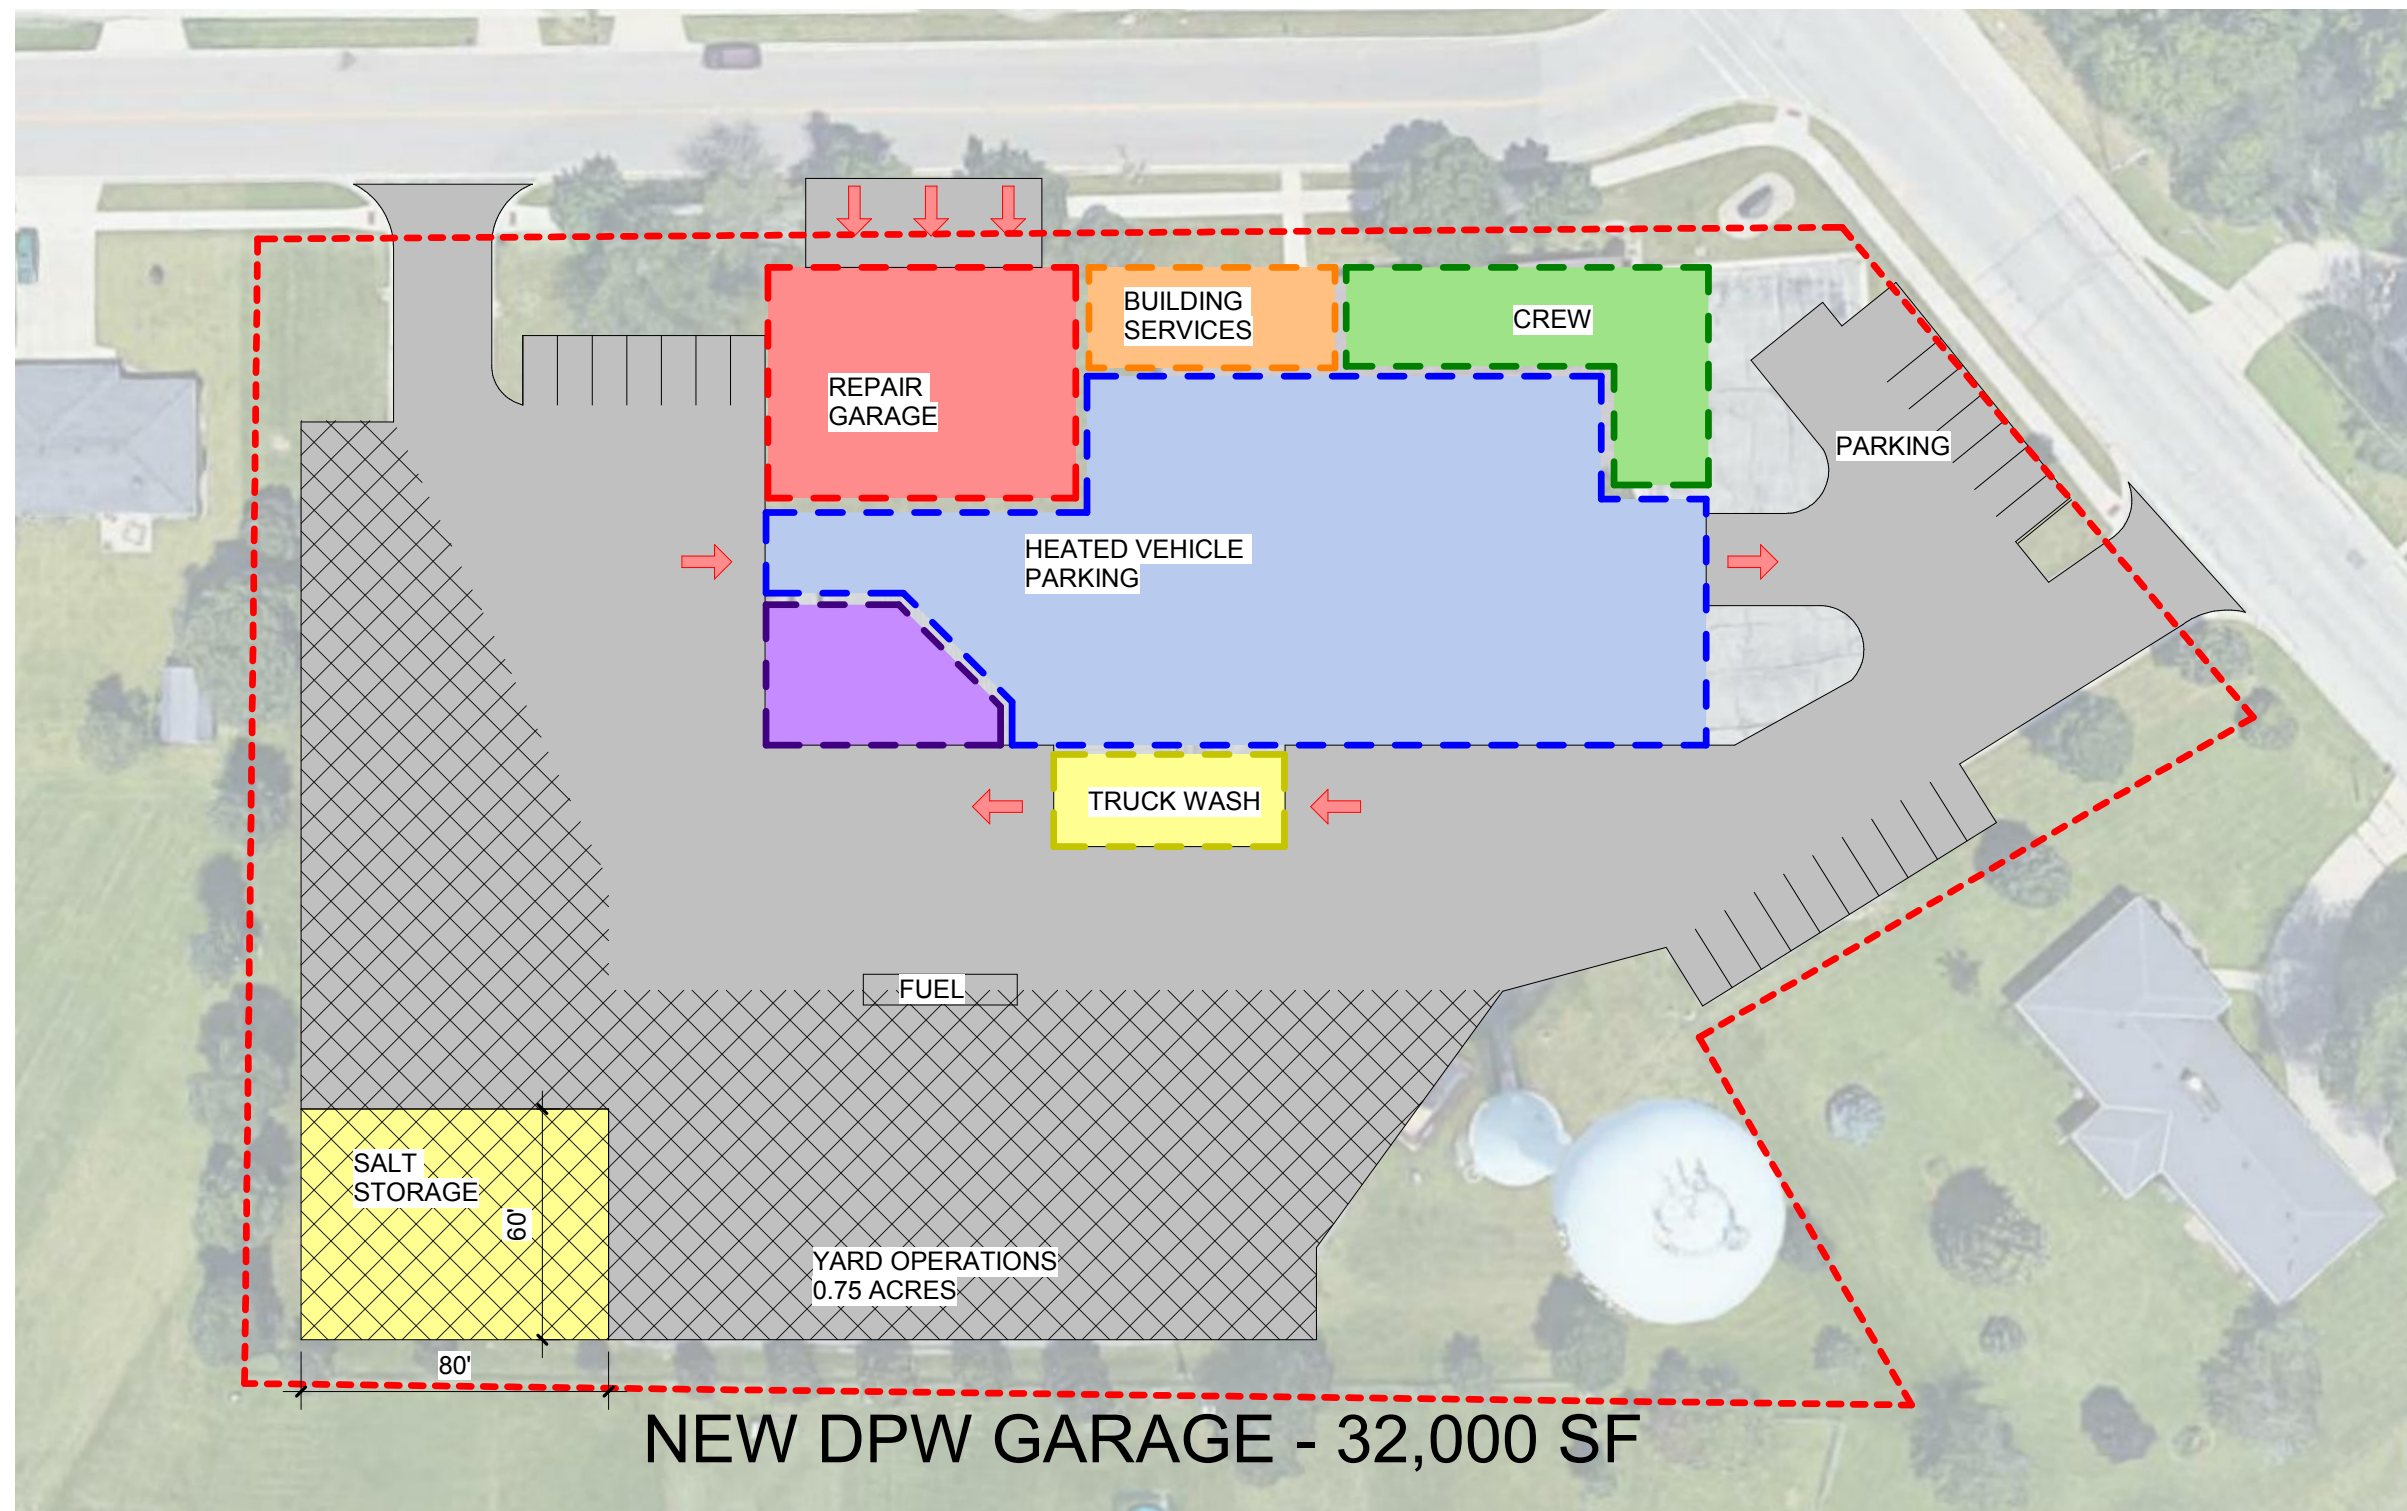 BUILDING
SERVICES
CREW
REPAIR
GARAGE
PARKING
HEATED VEHICLE
PARKING
TRUCK WASH
FUEL
SALT
STORAGE
60'
YARD OPERATIONS
0.75 ACRES
80'
NEW DPW GARAGE - 32,000 SF